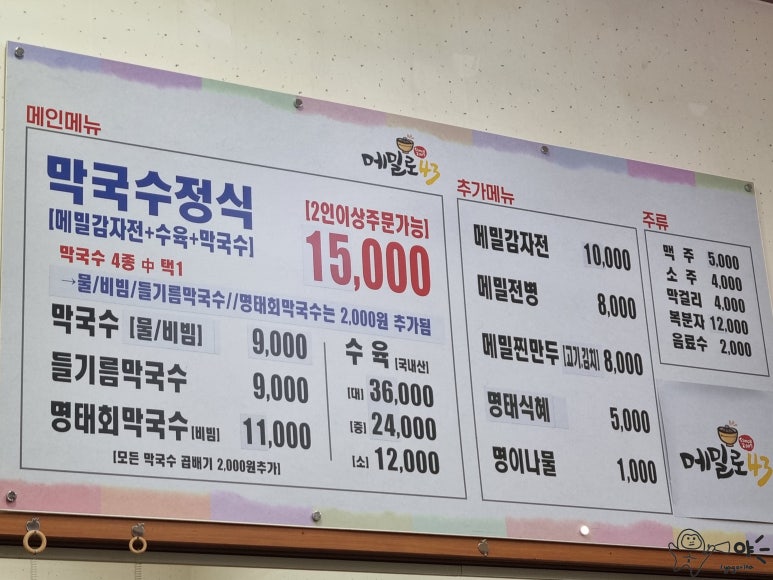 메인메뉴
메밀로43
막국수정식
[메밀감자전+수육+막국수]
[2인이상주문가능]
15,000
막국수 4종 中 택1
→물/비빔/들기름막국수//명태회막국수는 2,000원 추가됨
막국수 [물/비빔] 9,000
들기름막국수 9,000
명태회막국수[비빔] 11,000
[모든 막국수 곱빼기 2,000원추가]
수육 [국내산]
[대] 36,000
[중] 24,000
[소] 12,000
추가메뉴
메밀감자전 10,000
메밀전병 8,000
메밀찐만두[고기,김치] 8,000
명태식혜 5,000
명이나물 1,000
주류
맥주 5,000
소주 4,000
막걸리 4,000
복분자 12,000
음료수 2,000
메밀로43